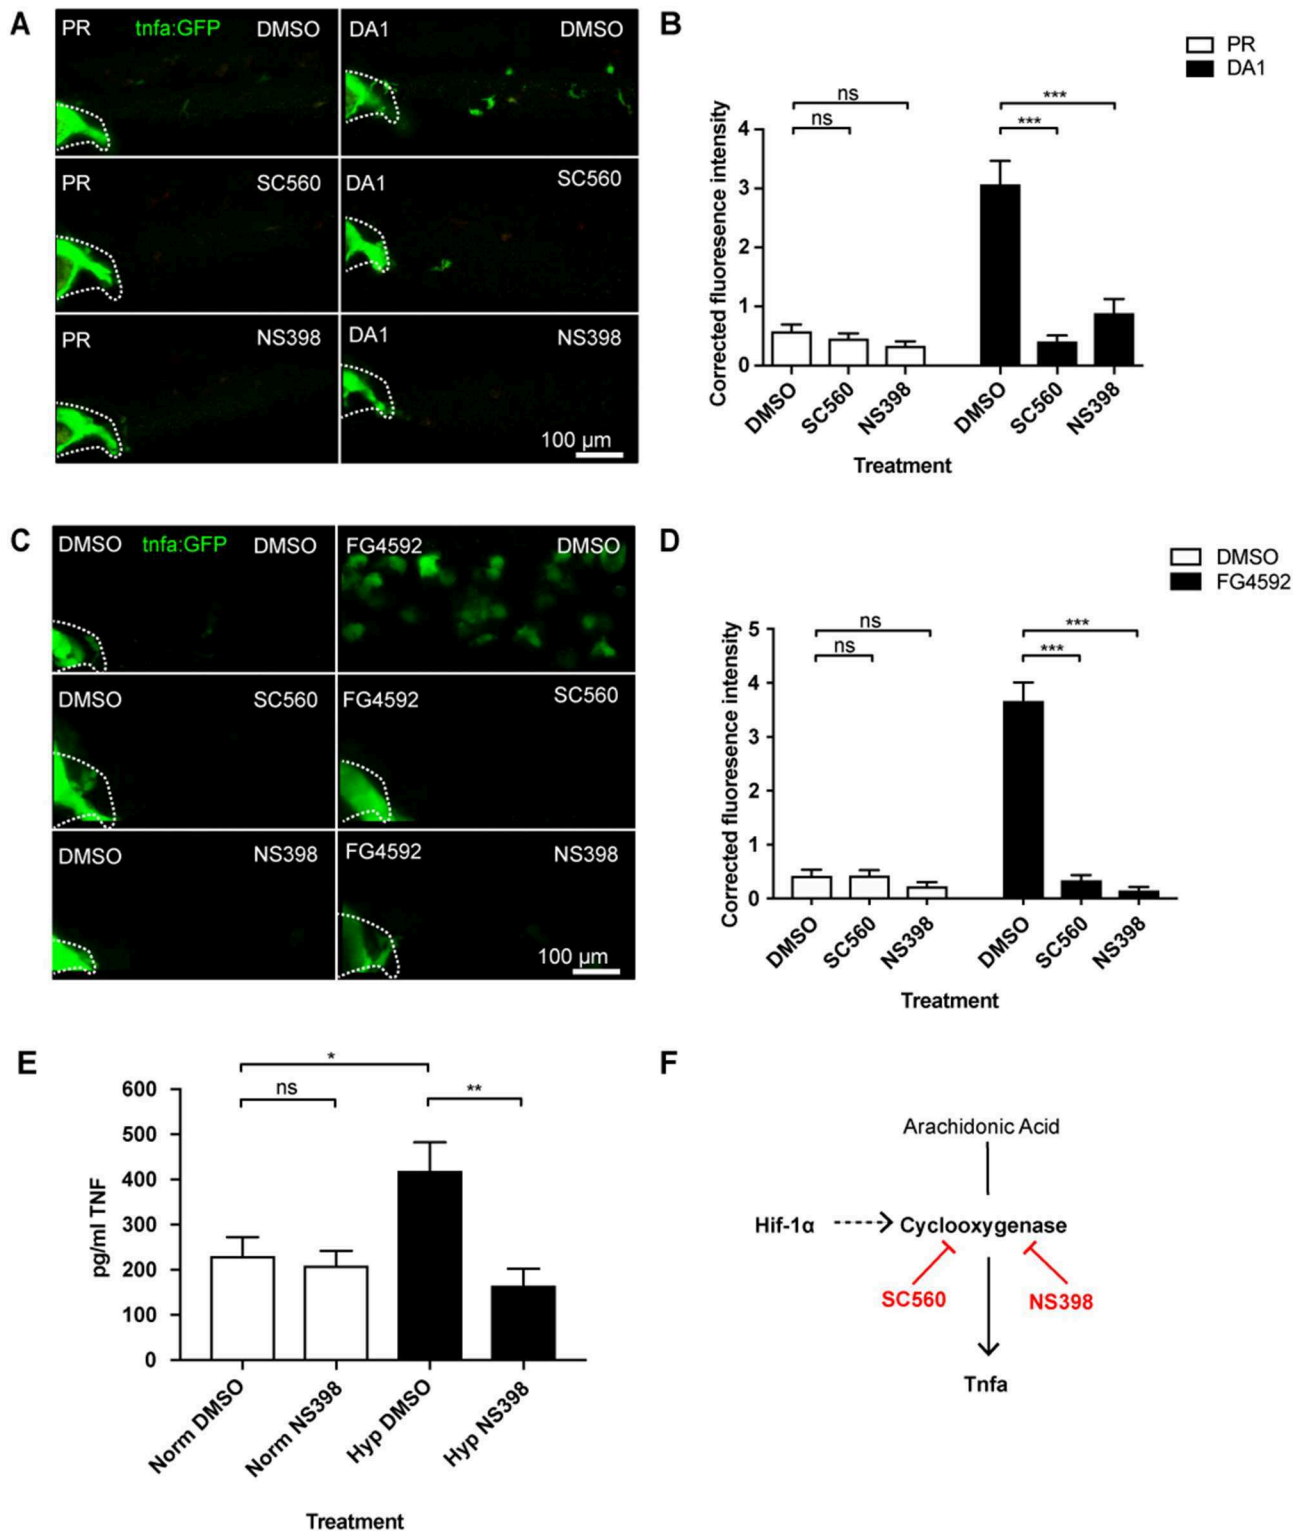 A
PR tnfa:GFP DMSO
DA1 DMSO
PR SC560
DA1 SC560
PR NS398
DA1 NS398
100 µm
B
PR
DA1
ns
ns
***
***
Corrected fluoresence intensity
4
3
2
1
0
DMSO
SC560
NS398
DMSO
SC560
NS398
Treatment
C
DMSO tnfa:GFP DMSO
FG4592 DMSO
DMSO SC560
FG4592 SC560
DMSO NS398
FG4592 NS398
100 µm
D
DMSO
FG4592
ns
ns
***
***
Corrected fluoresence intensity
5
4
3
2
1
0
DMSO
SC560
NS398
DMSO
SC560
NS398
Treatment
E
*
ns
**
pg/ml TNF
600
500
400
300
200
100
0
Norm DMSO
Norm NS398
Hyp DMSO
Hyp NS398
Treatment
F
Arachidonic Acid
Hif-1α Cyclooxygenase
SC560 NS398
Tnfa